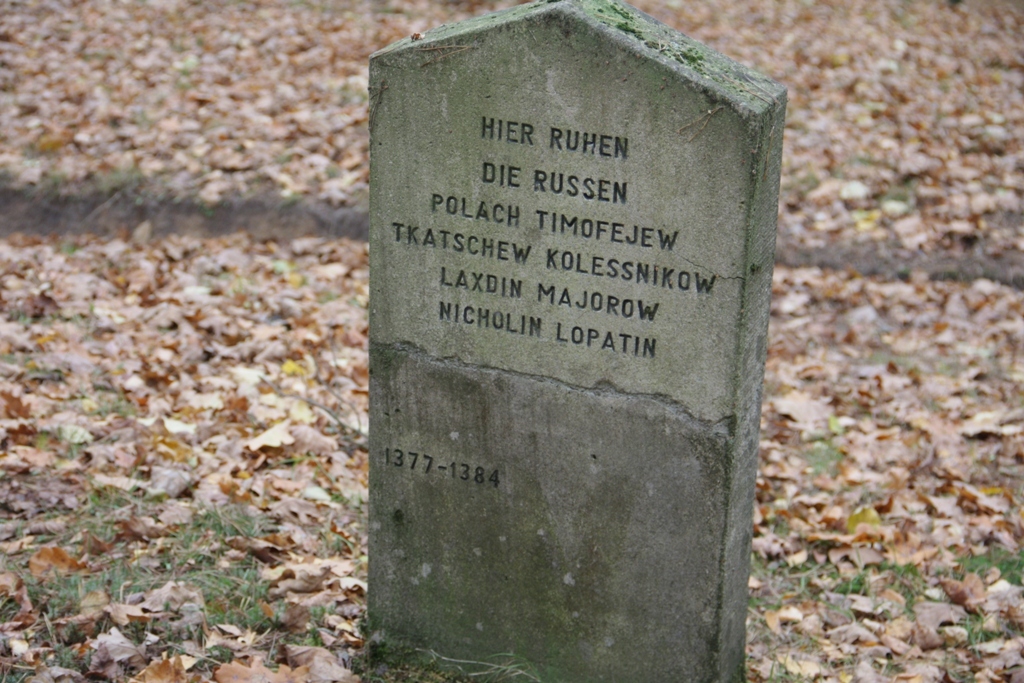 HIER RUHEN
DIE RUSSEN
POLACH TIMOFEJEW
TKATSCHEW KOLESSNIKOW
LAXDIN MAJOROW
NICHOLIN LOPATIN
1377-1384